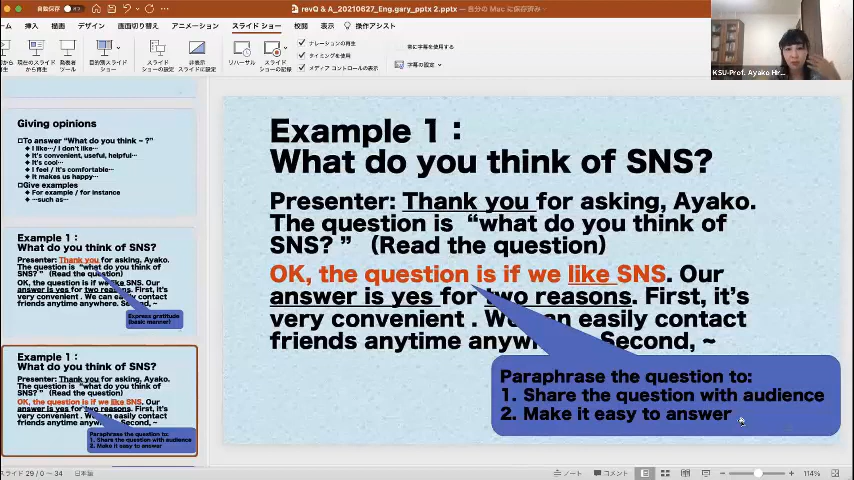 自動保存
revQ & A_20210627_Eng.gary_pptx 2.pptx — 自分の Mac に保存済み
挿入 描画 デザイン 画面切り替え アニメーション スライド ショー 校閲 表示 操作アシスト
ナレーションの再生
タイミングを使用
メディア コントロールの表示
常に字幕を使用する
字幕の設定
現在のスライド から再生
発表者 ツール
目的別スライド ショー
スライド ショーの設定
非表示 スライドに設定
リハーサル
スライド ショーの記録
KSU-Prof. Ayako Hr...
Giving opinions
To answer “What do you think ~ ?”
I like…/ I don't like…
It's convenient, useful, helpful…
It's cool…
I feel / It's comfortable…
It makes us happy…
Give examples
For example / for instance
…such as…
Example 1：
What do you think of SNS?
Presenter: Thank you for asking, Ayako.
The question is “what do you think of
SNS? ” (Read the question)
OK, the question is if we like SNS. Our
answer is yes for two reasons. First, it's
very convenient . We can easily contact
friends anytime anywhere. Second, ~
Express gratitude
(basic manner)
Example 1：
What do you think of SNS?
Presenter: Thank you for asking, Ayako.
The question is “what do you think of
SNS? ” (Read the question)
OK, the question is if we like SNS. Our
answer is yes for two reasons. First, it's
very convenient . We can easily contact
friends anytime anywhere. Second, ~
Paraphrase the question to:
1. Share the question with audience
2. Make it easy to answer
Example 1：
What do you think of SNS?
Presenter: Thank you for asking, Ayako.
The question is “what do you think of
SNS? ” (Read the question)
OK, the question is if we like SNS. Our
answer is yes for two reasons. First, it's
very convenient . We can easily contact
friends anytime anywh Second, ~
Paraphrase the question to:
1. Share the question with audience
2. Make it easy to answer
スライド 29 / 0 ー 34 日本語
ノート コメント 114%